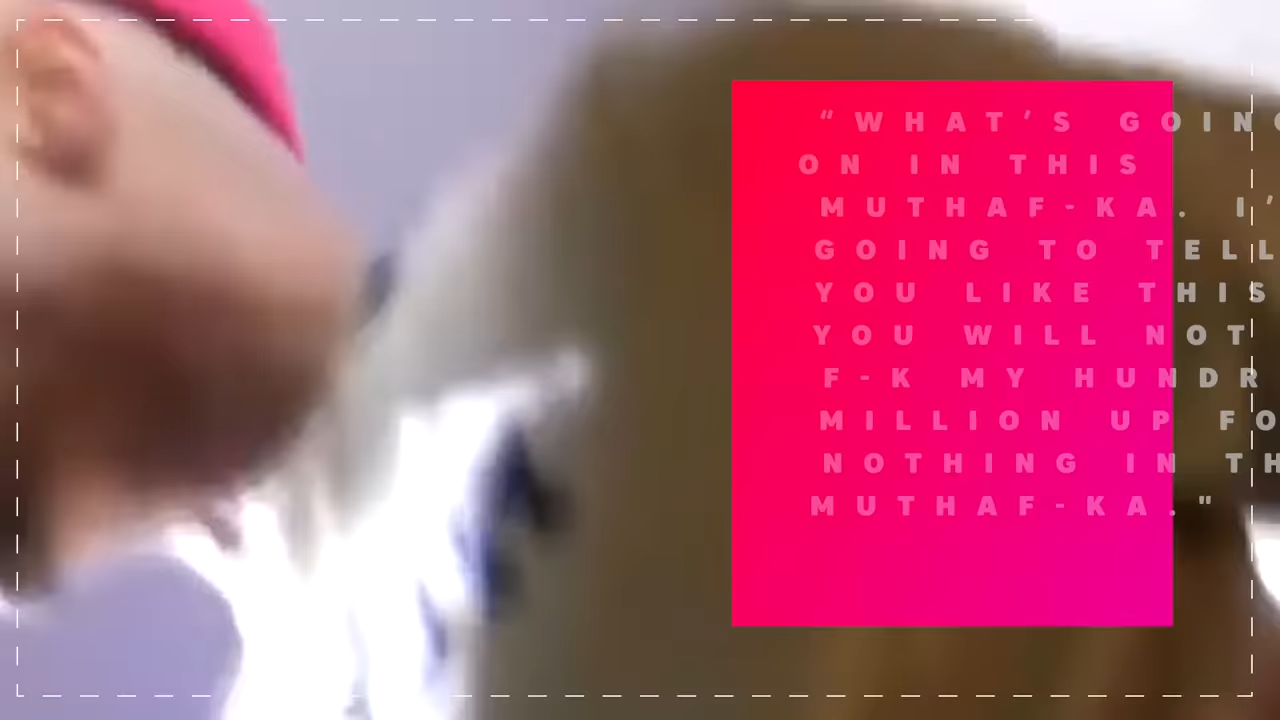 “WHAT’S GOING
ON IN THIS
MUTHAF-KA. I’
GOING TO TELL
YOU LIKE THIS
YOU WILL NOT
F-K MY HUNDR
MILLION UP FO
NOTHING IN TH
MUTHAF-KA."